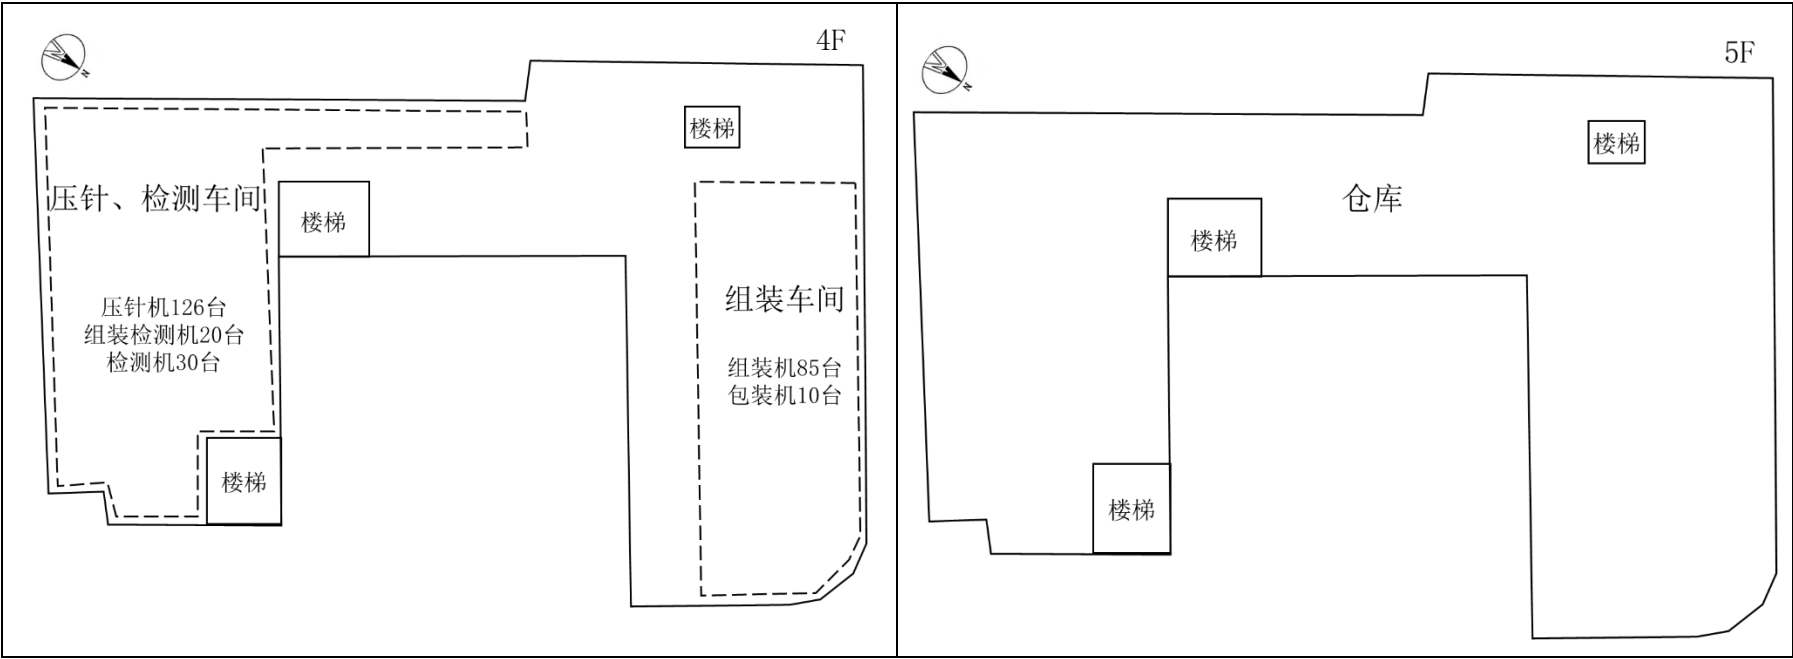 4F
N
楼梯
压针、检测车间
楼梯
压针机126台
组装检测机20台
检测机30台
组装车间
组装机85台
包装机10台
楼梯
5F
N
楼梯
仓库
楼梯
楼梯